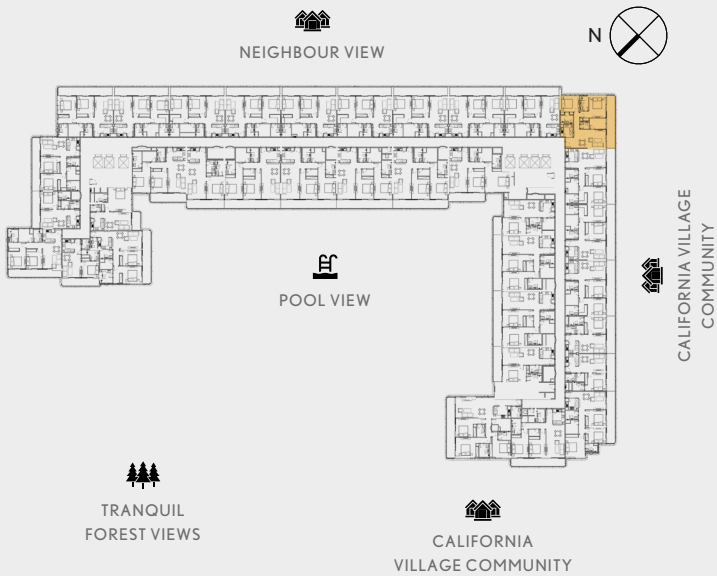 NEIGHBOUR VIEW
N
POOL VIEW
CALIFORNIA VILLAGE
COMMUNITY
TRANQUIL
FOREST VIEWS
CALIFORNIA
VILLAGE COMMUNITY